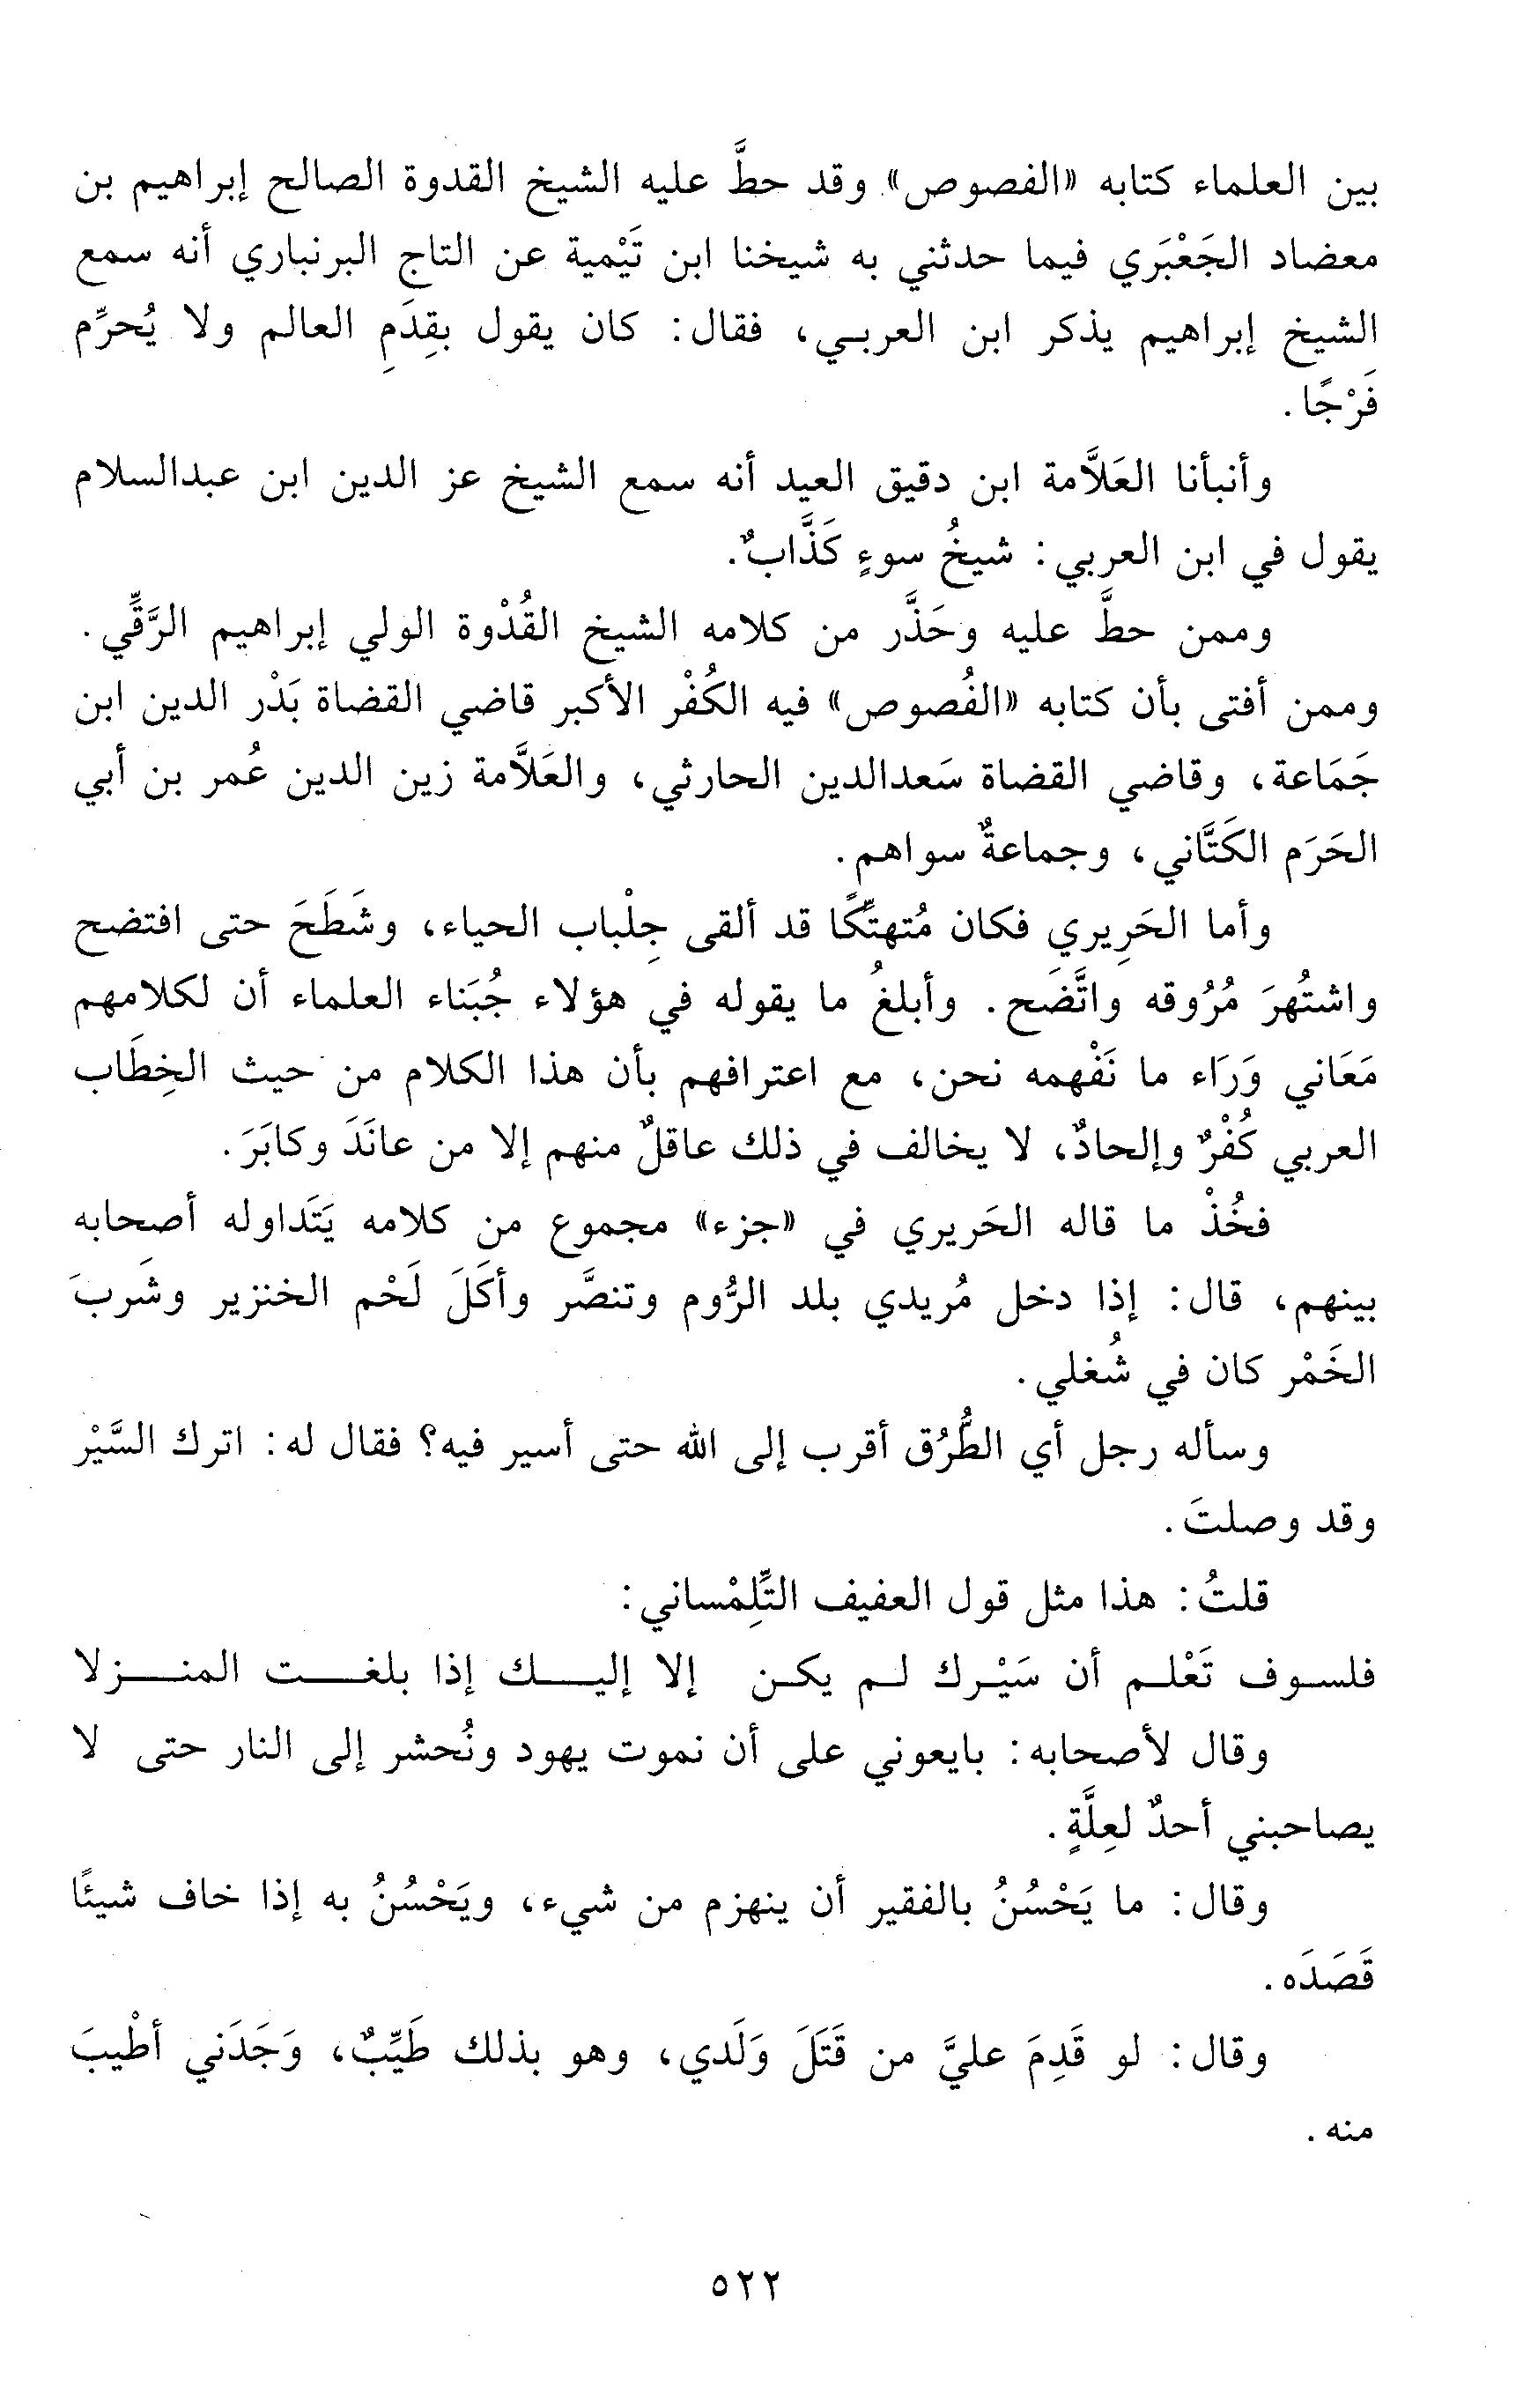 بين العلماء كتابه «الفصوص». وقد حطَّ عليه الشيخ القدوة الصالح إبراهيم بن
معضاد الجَعْبَري فيما حدثني به شيخنا ابن تَيْمية عن التاج البرنباري أنه سمع
الشيخ إبراهيم يذكر ابن العربي، فقال: كان يقول بقِدَمِ العالم ولا يُحرِّم
فَرْجًا.
وأنبأنا العَلاَّمة ابن دقيق العيد أنه سمع الشيخ عز الدين ابن عبدالسلام
يقول في ابن العربي: شيخُ سوءٍ كَذَّابٌ.
وممن حطَّ عليه وحَذَّر من كلامه الشيخ القُدْوة الولي إبراهيم الرَّقِّي.
وممن أفتى بأن كتابه «الفُصوص» فيه الكُفْر الأكبر قاضي القضاة بَدْر الدين ابن
جَمَاعة، وقاضي القضاة سَعدالدين الحارثي، والعَلاَّمة زين الدين عُمر بن أبي
الحَرَم الكَتَّاني، وجماعةٌ سواهم.
وأما الحَرِيري فكان مُتهتِّكًا قد ألقى جِلْباب الحياء، وشَطَحَ حتى افتضح
واشتُهرَ مُرُوقه واتَّضَح. وأبلغُ ما يقوله في هؤلاء جُبَناء العلماء أن لكلامهم
مَعَاني وَرَاء ما نَفْهمه نحن، مع اعترافهم بأن هذا الكلام من حيث الخِطَاب
العربي كُفْرٌ وإلحادٌ، لا يخالف في ذلك عاقلٌ منهم إلا من عانَدَ وكابَرَ.
فخُذْ ما قاله الحَريري في «جزء» مجموع من كلامه يَتَداوله أصحابه
بينهم، قال: إذا دخل مُريدي بلد الرُّوم وتنصَّر وأكَلَ لَحْم الخنزير وشَربَ
الخَمْر كان في شُغلي.
وسأله رجل أي الطُّرُق أقرب إلى الله حتى أسير فيه؟ فقال له: اترك السَّيْر
وقد وصلتَ.
قلتُ: هذا مثل قول العفيف التِّلِمْساني:
فلسوف تَعْلم أن سَيْرك لم يكن إلا إليك إذا بلغت المنزلا
وقال لأصحابه: بايعوني على أن نموت يهود ونُحشر إلى النار حتى لا
يصاحبني أحدٌ لعِلَّةٍ.
وقال: ما يَحْسُنُ بالفقير أن ينهزم من شيء، ويَحْسُنُ به إذا خاف شيئًا
قَصَدَه.
وقال: لو قَدِمَ عليَّ من قَتَلَ وَلَدي، وهو بذلك طَيِّبٌ، وَجَدَني أطْيبَ
منه.
٥٢٢